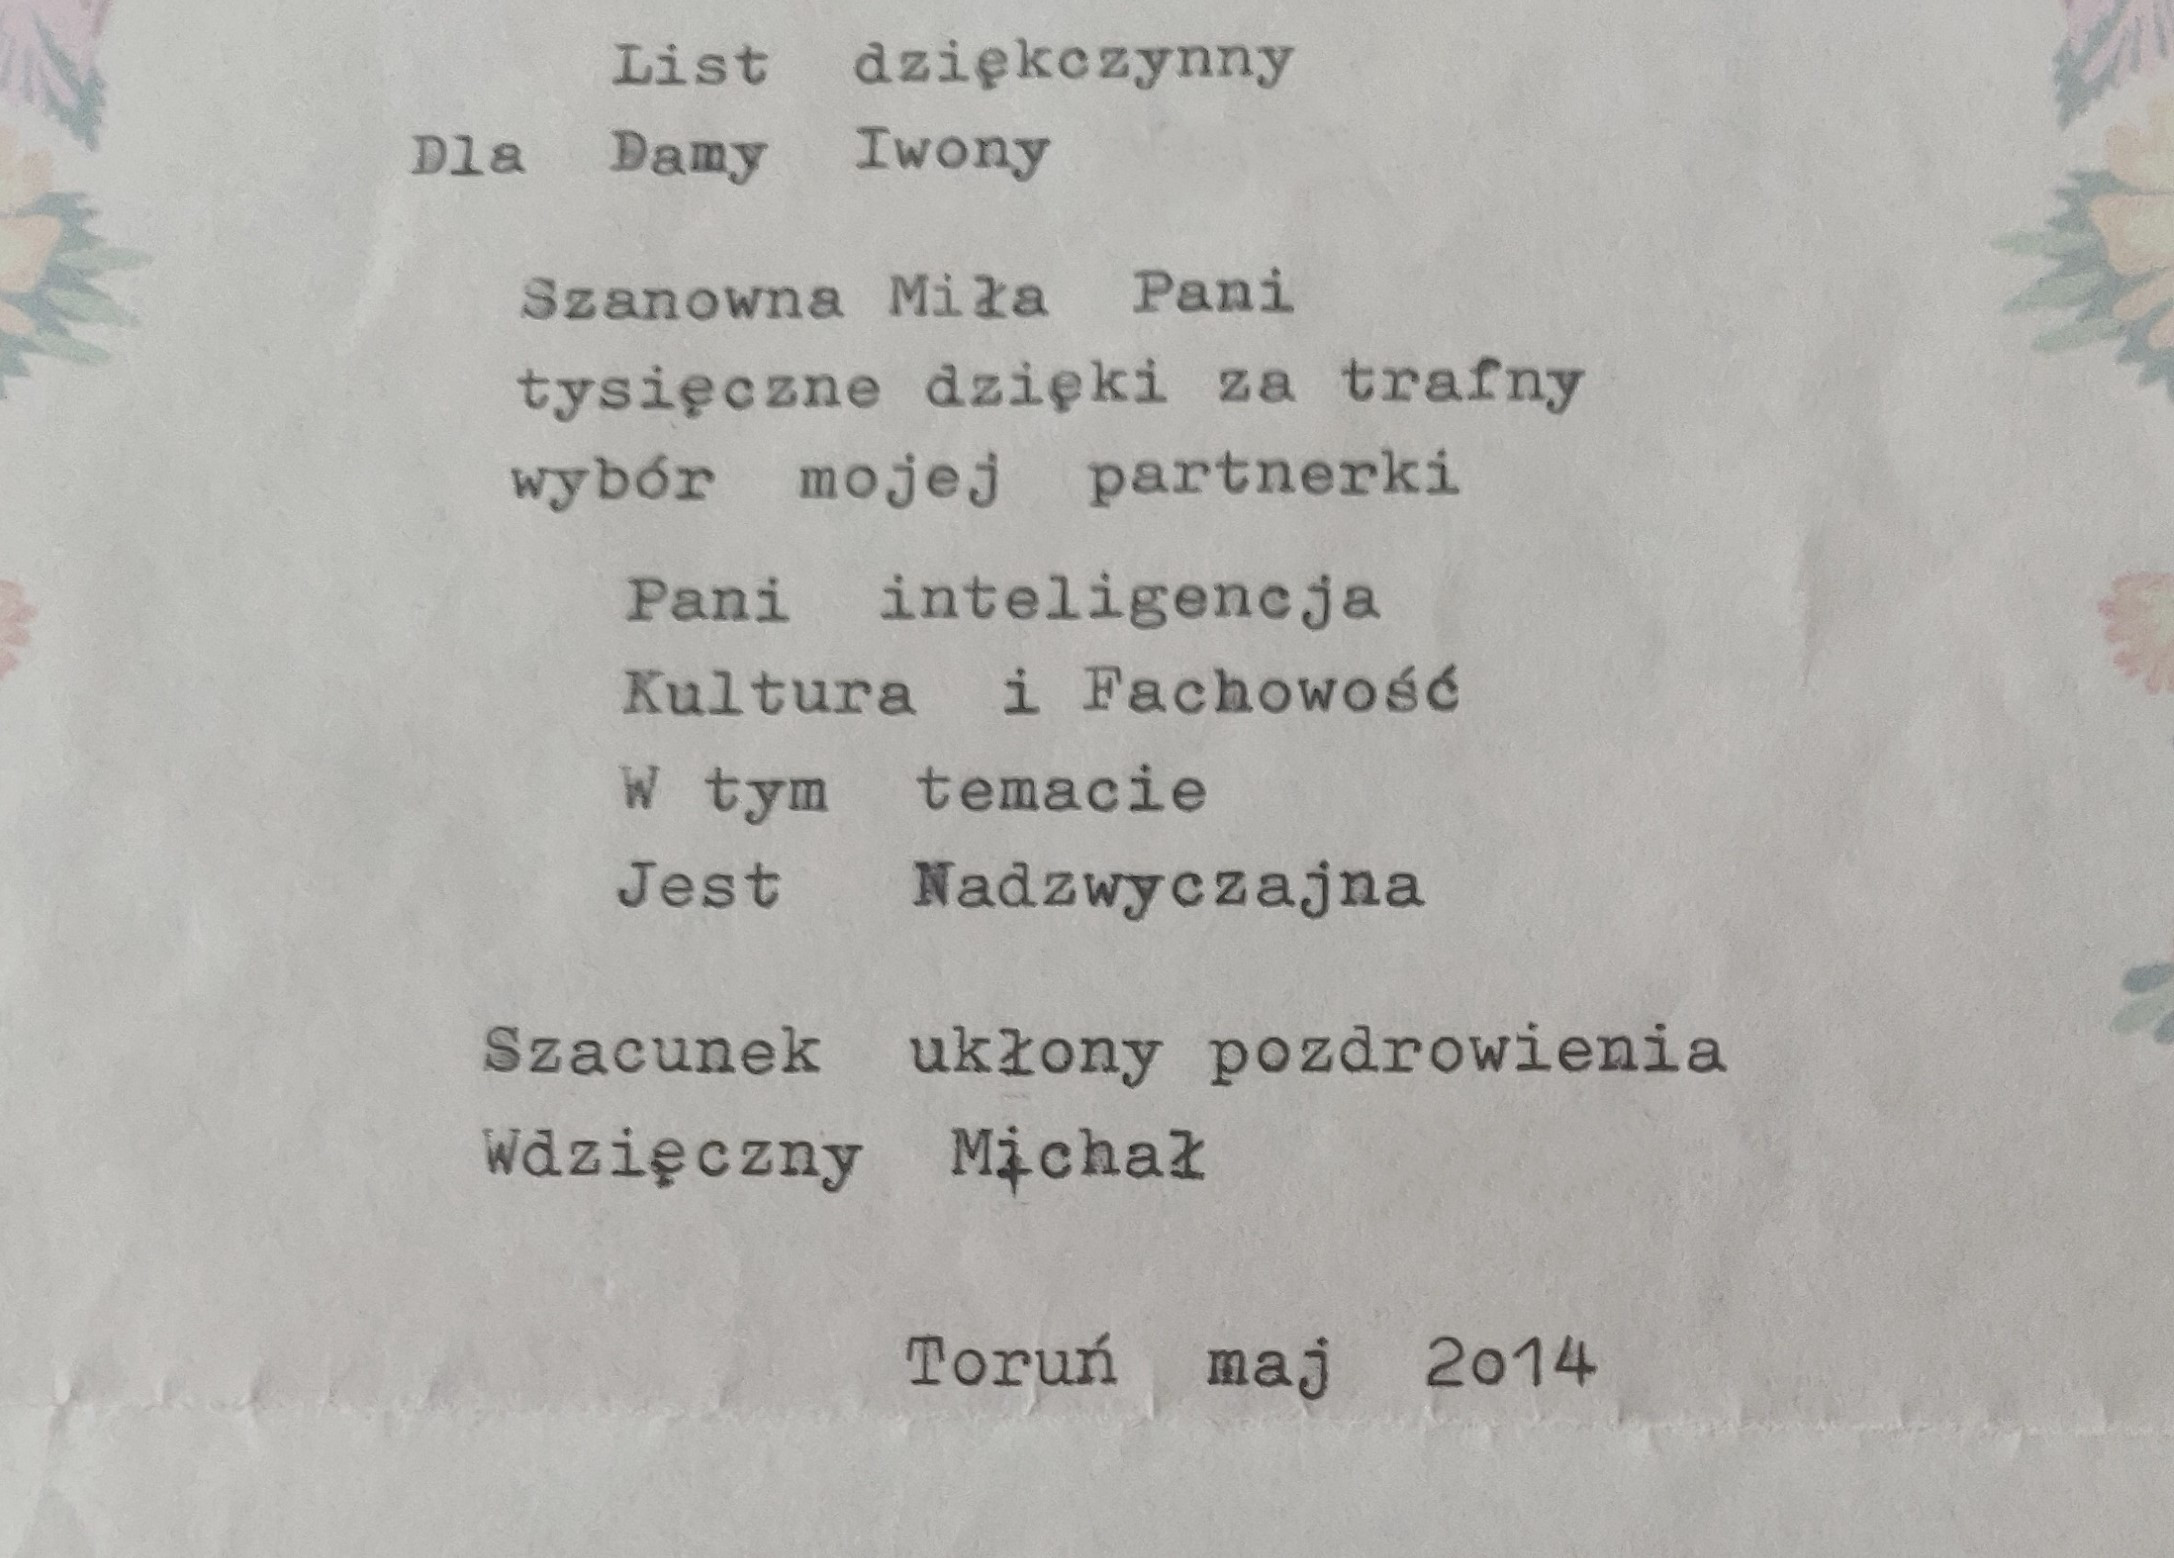 List dziękczynny
Dla Damy Iwony
Szanowna Miła Pani
tysięczne dzięki za trafny
wybór mojej partnerki
Pani inteligencja
Kultura i Fachowość
W tym temacie
Jest Nadzwyczajna
Szacunek ukłony pozdrowienia
Wdzięczny Michał
Toruń maj 2o14